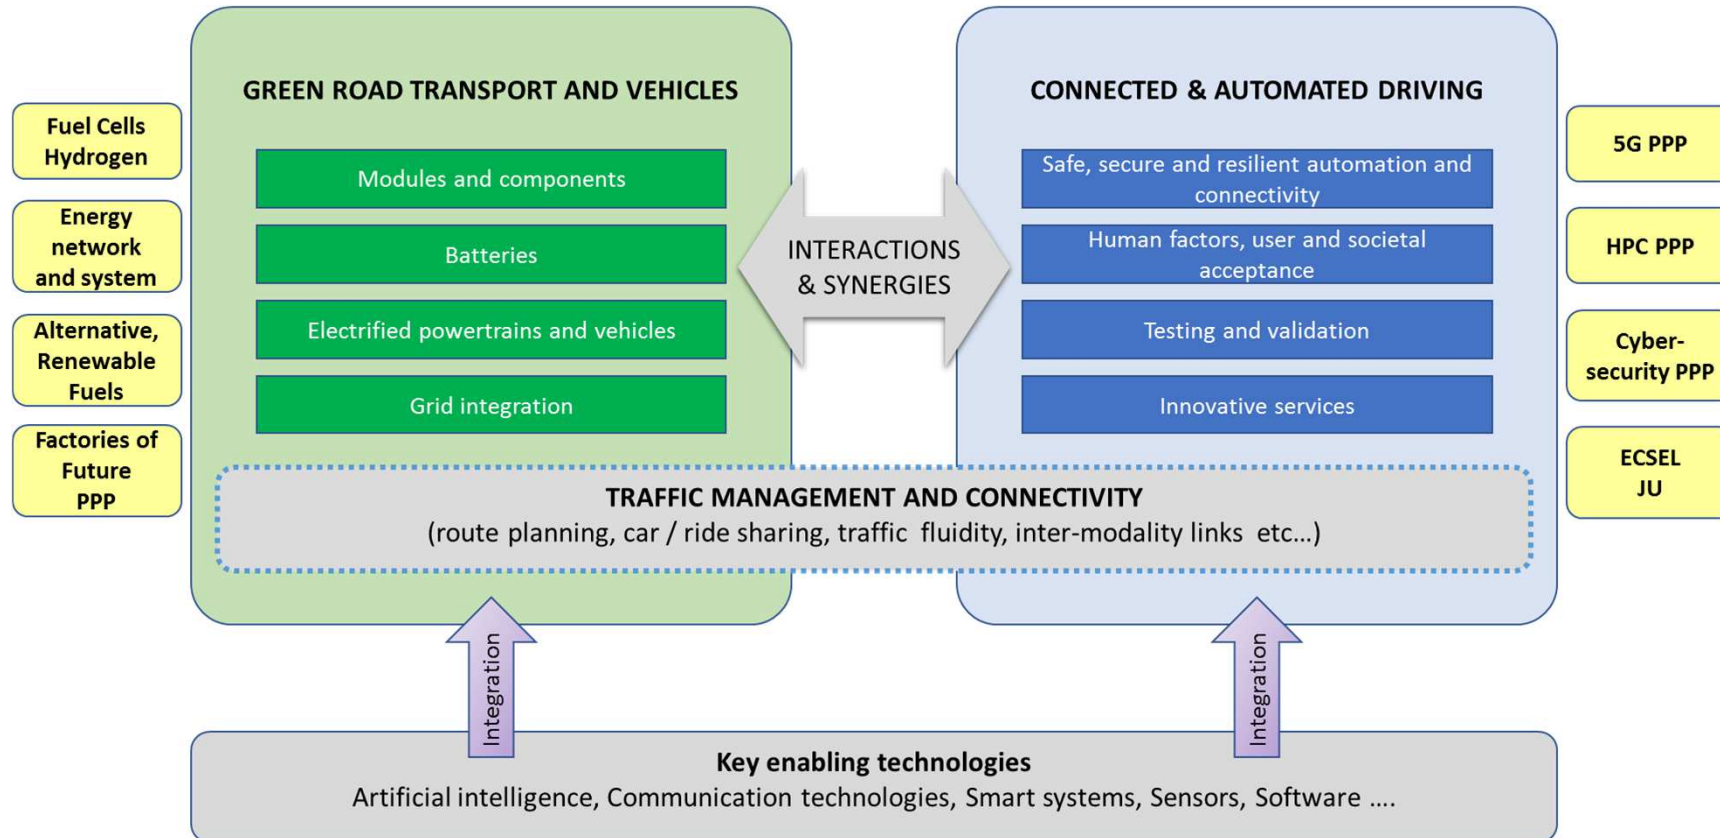 GREEN ROAD TRANSPORT AND VEHICLES
Modules and components
Batteries
Electrified powertrains and vehicles
Grid integration
Fuel Cells
Hydrogen
Energy
network
and system
Alternative,
Renewable
Fuels
Factories of
Future
PPP
INTERACTIONS
& SYNERGIES
CONNECTED & AUTOMATED DRIVING
Safe, secure and resilient automation and
connectivity
Human factors, user and societal
acceptance
Testing and validation
Innovative services
5G PPP
HPC PPP
Cyber-
security PPP
ECSEL
JU
TRAFFIC MANAGEMENT AND CONNECTIVITY
(route planning, car / ride sharing, traffic fluidity, inter-modality links etc...)
Integration
Integration
Key enabling technologies
Artificial intelligence, Communication technologies, Smart systems, Sensors, Software ....